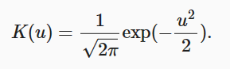 K(u) = \frac{1}{\sqrt{2\pi}} \exp(-\frac{u^2}{2}).